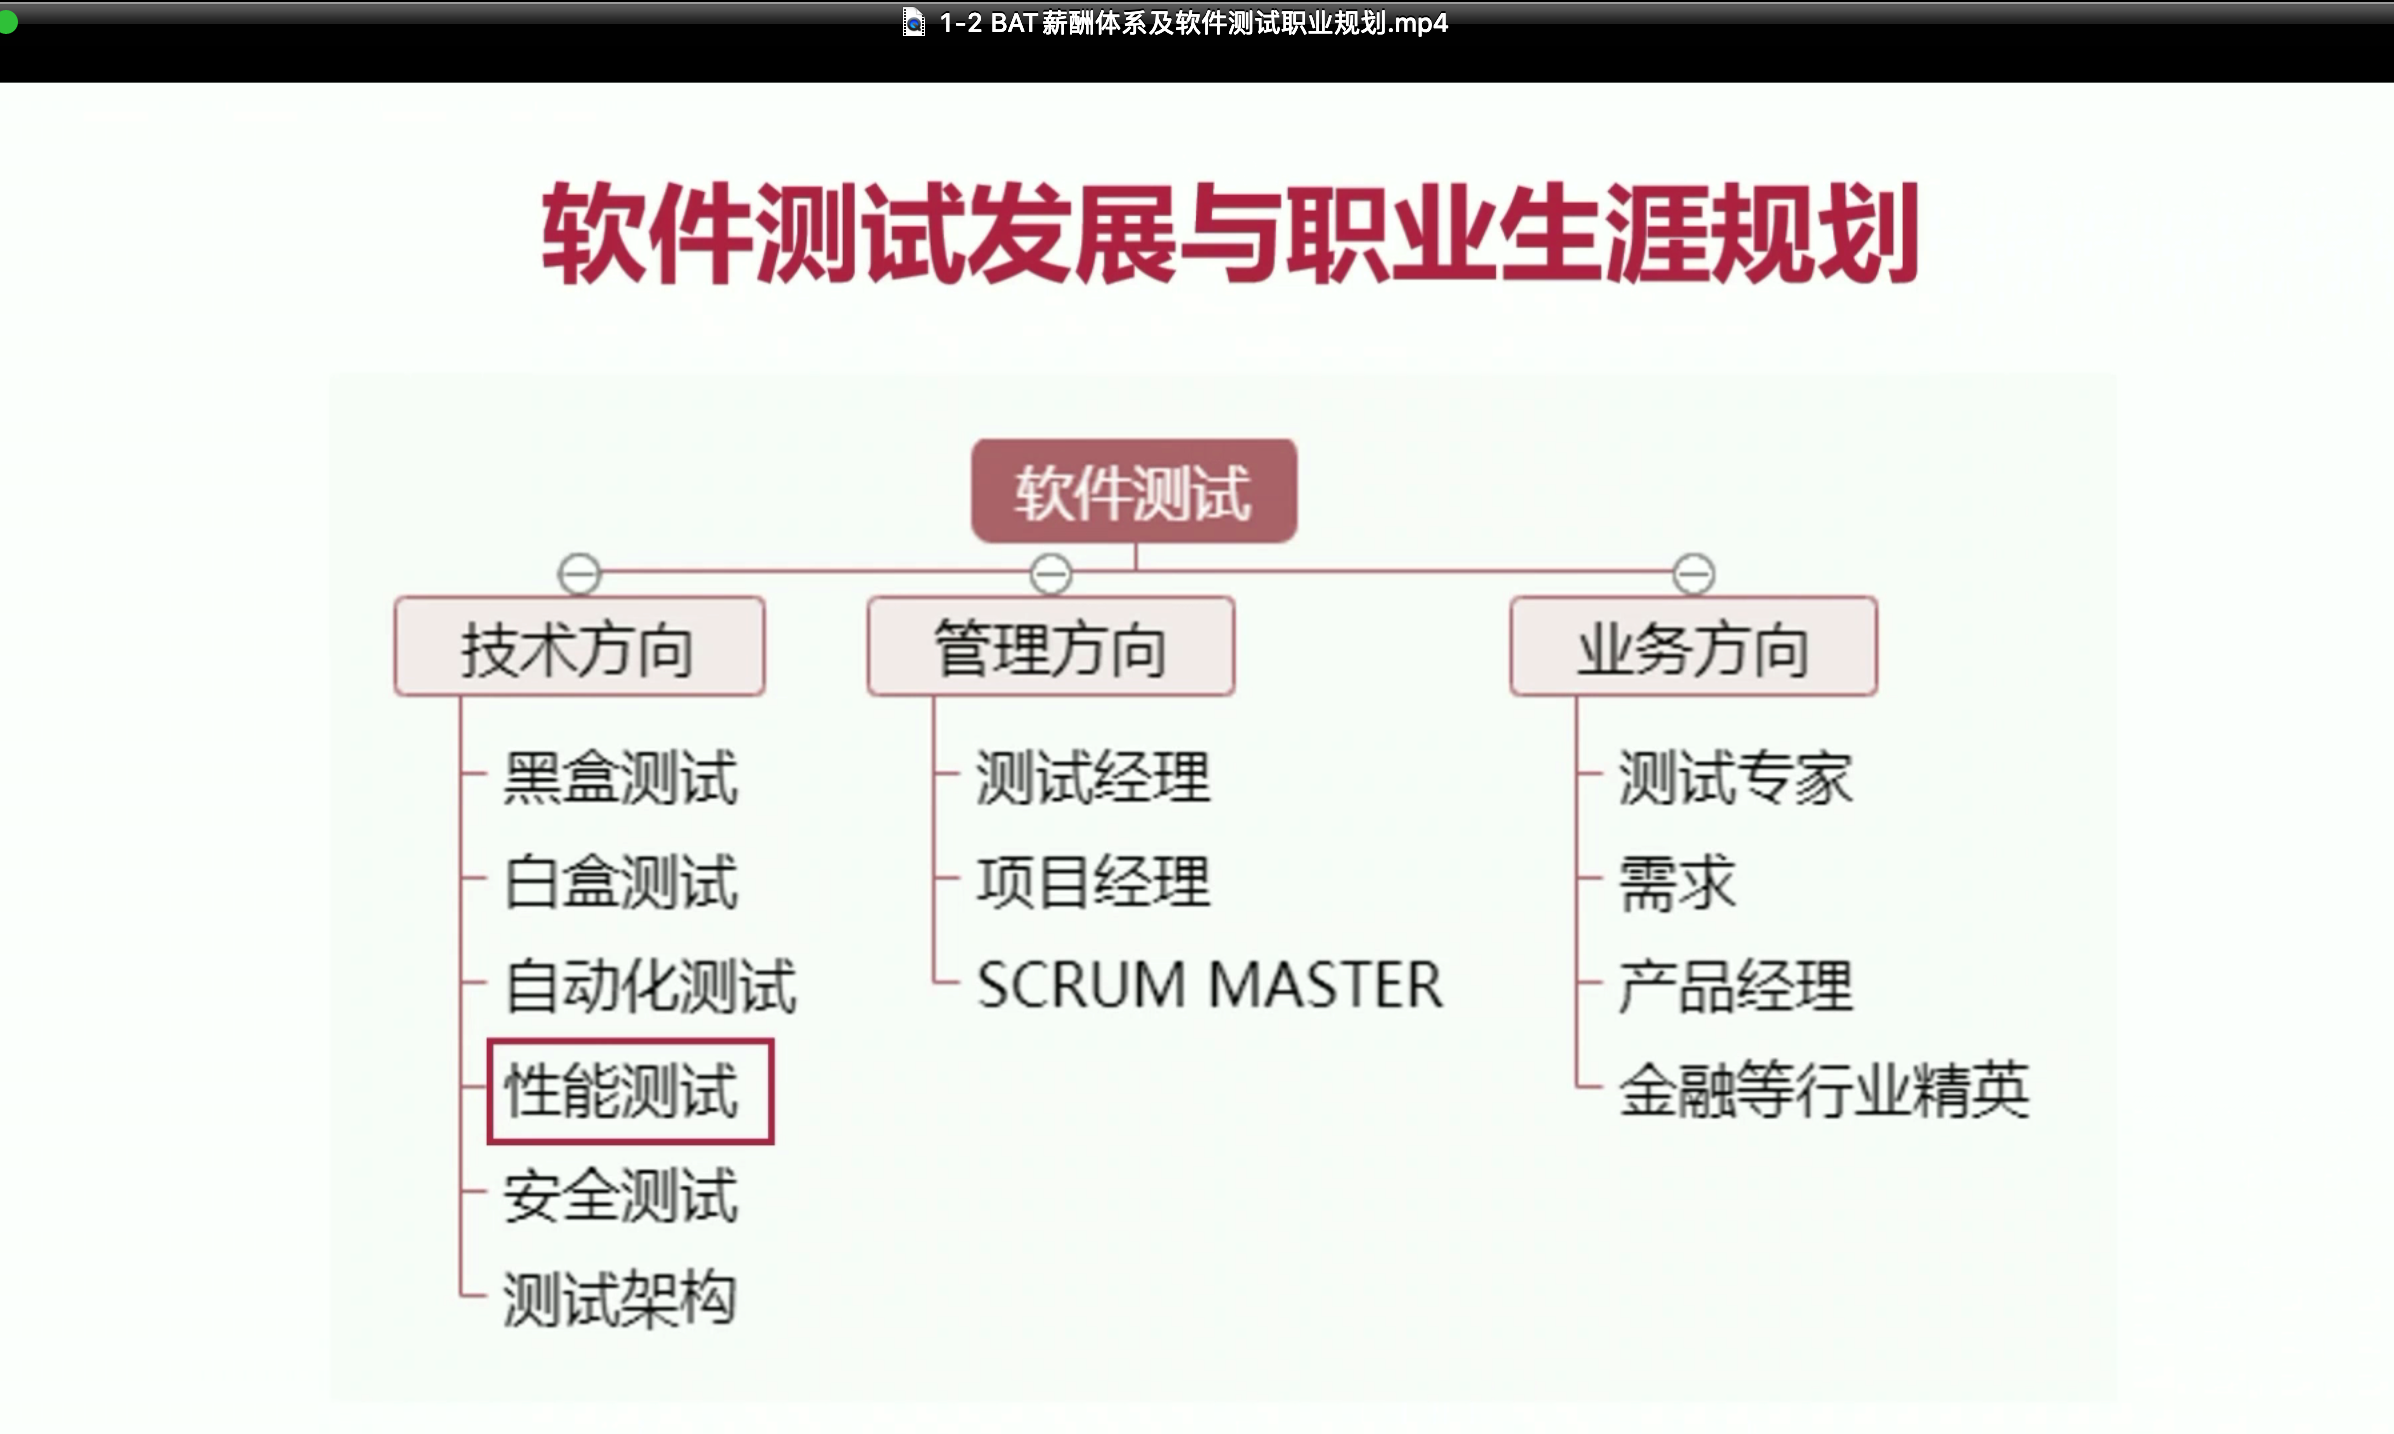 1-2 BAT薪酬体系及软件测试职业规划.mp4
软件测试发展与职业生涯规划
软件测试
技术方向
黑盒测试
白盒测试
自动化测试
性能测试
安全测试
测试架构
管理方向
测试经理
项目经理
SCRUM MASTER
业务方向
测试专家
需求
产品经理
金融等行业精英